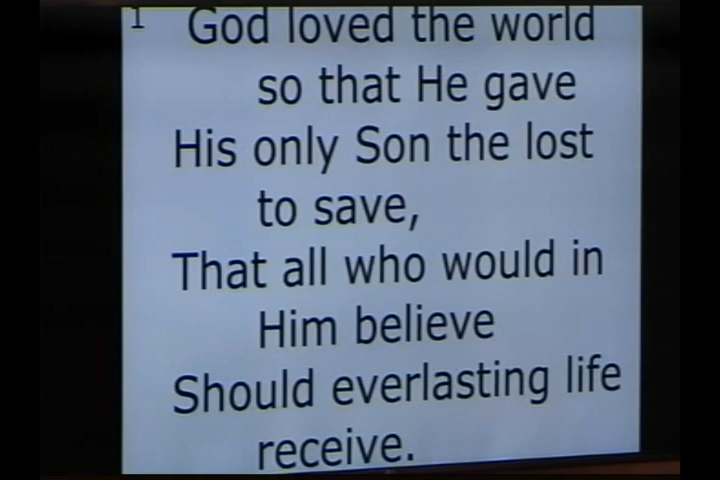 1 God loved the world
so that He gave
His only Son the lost
to save,
That all who would in
Him believe
Should everlasting life
receive.